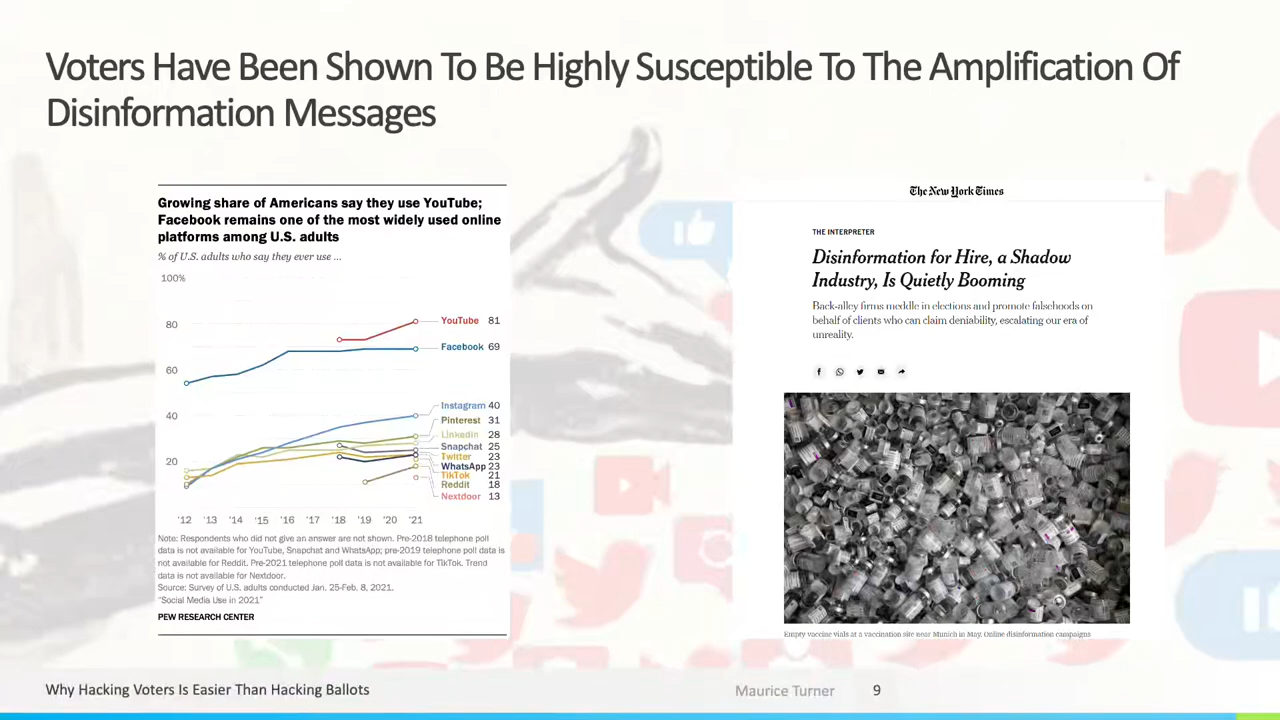 Voters Have Been Shown To Be Highly Susceptible To The Amplification Of
Disinformation Messages
Growing share of Americans say they use YouTube;
Facebook remains one of the most widely used online
platforms among U.S. adults
% of U.S. adults who say they ever use ...
100%
80
60
40
20
YouTube 81
Facebook 69
Instagram 40
Pinterest 31
LinkedIn 28
Snapchat 25
Twitter 23
WhatsApp 23
TikTok 21
Reddit 18
Nextdoor 13
'12 '13 '14 '15 '16 '17 '18 '19 '20 '21
Note: Respondents who did not give an answer are not shown. Pre-2018 telephone poll
data is not available for YouTube, Snapchat and WhatsApp; pre-2019 telephone poll data is
not available for Reddit. Pre-2021 telephone poll data is not available for TikTok. Trend
data is not available for Nextdoor.
Source: Survey of U.S. adults conducted Jan. 25-Feb. 8, 2021.
"Social Media Use in 2021"
PEW RESEARCH CENTER
The New York Times
THE INTERPRETER
Disinformation for Hire, a Shadow
Industry, Is Quietly Booming
Back-alley firms meddle in elections and promote falsehoods on
behalf of clients who can claim deniability, escalating our era of
unreality.
Empty vaccine vials at a vaccination site near Munich in May. Online disinformation campaigns
Why Hacking Voters Is Easier Than Hacking Ballots
Maurice Turner
9